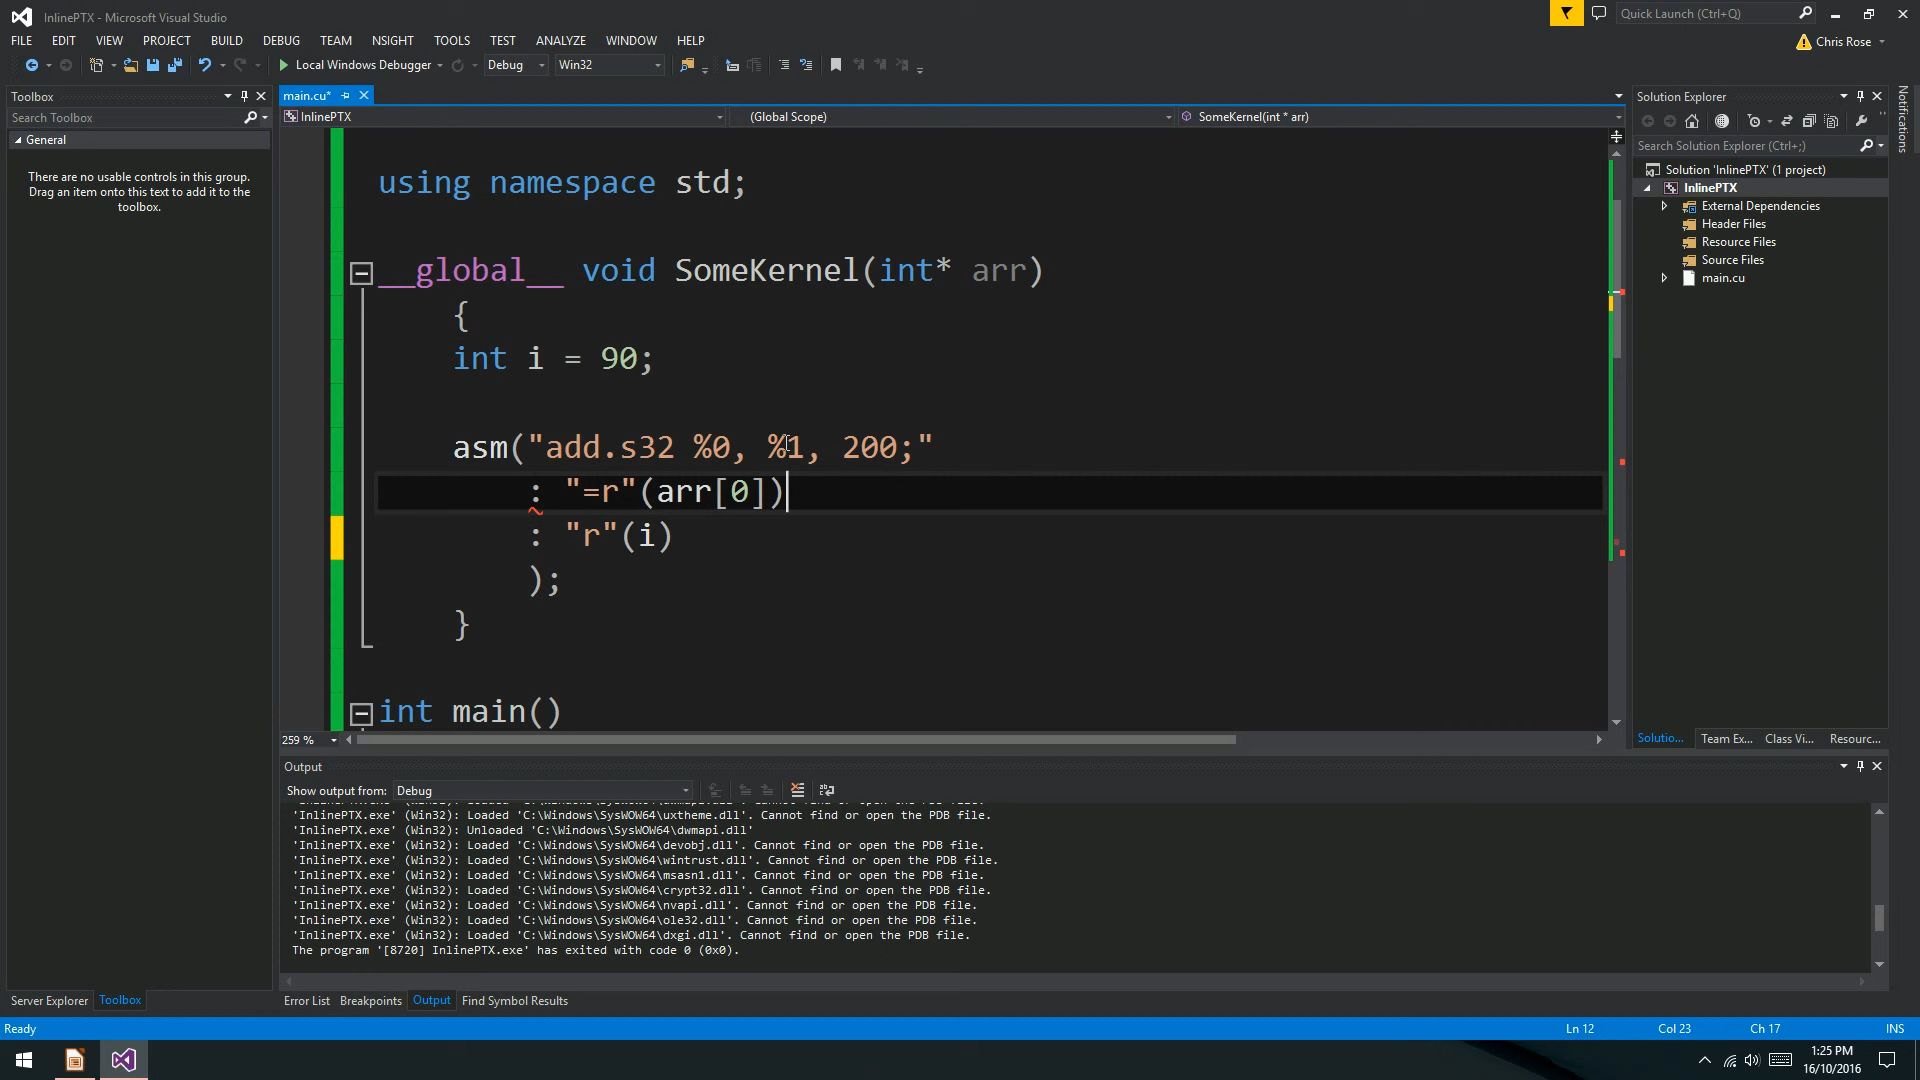 InlinePTX - Microsoft Visual Studio
Quick Launch (Ctrl+Q)
FILE EDIT VIEW PROJECT BUILD DEBUG TEAM NSIGHT TOOLS TEST ANALYZE WINDOW HELP
Chris Rose
Local Windows Debugger Debug Win32
Toolbox
main.cu*
Solution Explorer
Notifications
Search Toolbox
InlinePTX (Global Scope) SomeKernel(int * arr)
General
Search Solution Explorer (Ctrl+;)
There are no usable controls in this group.
Drag an item onto this text to add it to the
toolbox.
Solution 'InlinePTX' (1 project)
InlinePTX
External Dependencies
Header Files
Resource Files
Source Files
main.cu
using namespace std;
__global__ void SomeKernel(int* arr)
{
int i = 90;
asm("add.s32 %0, %1, 200;"
: "=r"(arr[0])
: "r"(i)
);
}
int main()
259 %
Solutio... Team Ex... Class Vi... Resourc...
Output
Show output from: Debug
'InlinePTX.exe' (Win32): Loaded 'C:\Windows\SysWOW64\uxtheme.dll'. Cannot find or open the PDB file.
'InlinePTX.exe' (Win32): Unloaded 'C:\Windows\SysWOW64\dwmapi.dll'
'InlinePTX.exe' (Win32): Loaded 'C:\Windows\SysWOW64\devobj.dll'. Cannot find or open the PDB file.
'InlinePTX.exe' (Win32): Loaded 'C:\Windows\SysWOW64\wintrust.dll'. Cannot find or open the PDB file.
'InlinePTX.exe' (Win32): Loaded 'C:\Windows\SysWOW64\msasn1.dll'. Cannot find or open the PDB file.
'InlinePTX.exe' (Win32): Loaded 'C:\Windows\SysWOW64\crypt32.dll'. Cannot find or open the PDB file.
'InlinePTX.exe' (Win32): Loaded 'C:\Windows\SysWOW64\nvapi.dll'. Cannot find or open the PDB file.
'InlinePTX.exe' (Win32): Loaded 'C:\Windows\SysWOW64\ole32.dll'. Cannot find or open the PDB file.
'InlinePTX.exe' (Win32): Loaded 'C:\Windows\SysWOW64\dxgi.dll'. Cannot find or open the PDB file.
The program '[8720] InlinePTX.exe' has exited with code 0 (0x0).
Server Explorer Toolbox
Error List Breakpoints Output Find Symbol Results
Ready Ln 12 Col 23 Ch 17 INS
1:25 PM
16/10/2016